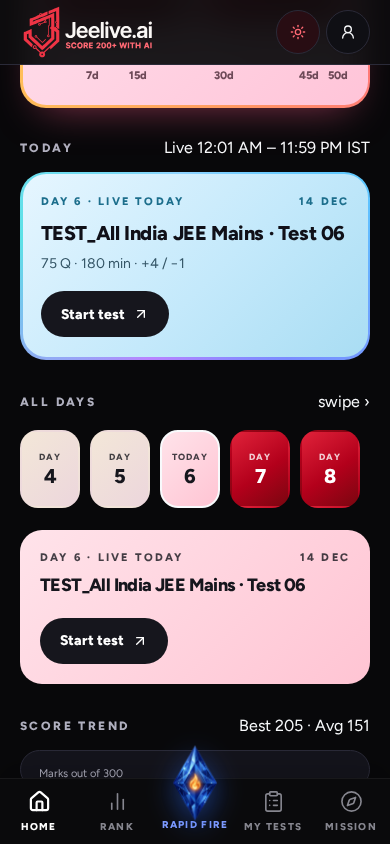 Jeelive.ai
SCORE 200+ WITH AI
7d 15d 30d 45d 50d
TODAY Live 12:01 AM – 11:59 PM IST
DAY 6 · LIVE TODAY 14 DEC
TEST_All India JEE Mains · Test 06
75 Q · 180 min · +4 / −1
Start test
ALL DAYS swipe ›
DAY DAY TODAY DAY DAY
4 5 6 7 8
DAY 6 · LIVE TODAY 14 DEC
TEST_All India JEE Mains · Test 06
Start test
SCORE TREND Best 205 · Avg 151
Marks out of 300
HOME RANK RAPID FIRE MY TESTS MISSION